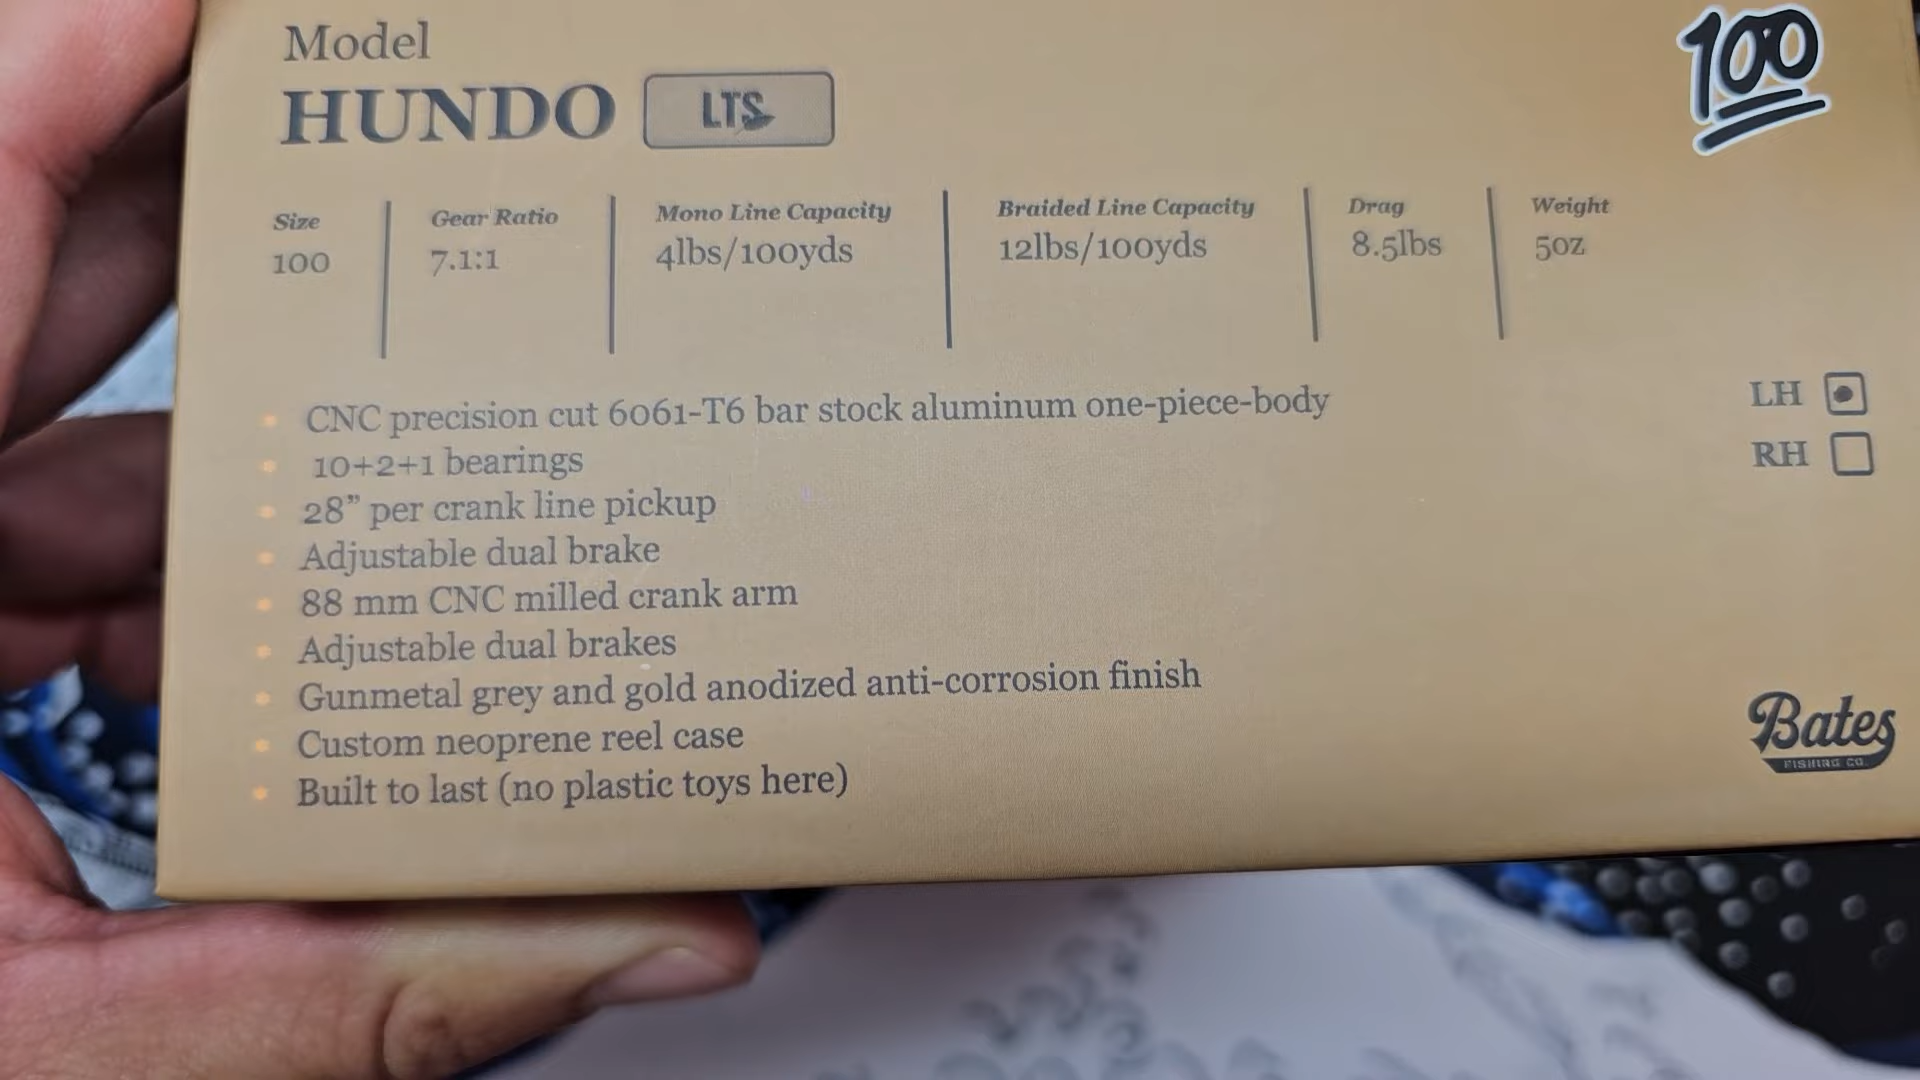 Model
HUNDO LTS
100
Size
100
Gear Ratio
7.1:1
Mono Line Capacity
4lbs/100yds
Braided Line Capacity
12lbs/100yds
Drag
8.5lbs
Weight
5oz
CNC precision cut 6061-T6 bar stock aluminum one-piece-body
10+2+1 bearings
28” per crank line pickup
Adjustable dual brake
88 mm CNC milled crank arm
Adjustable dual brakes
Gunmetal grey and gold anodized anti-corrosion finish
Custom neoprene reel case
Built to last (no plastic toys here)
LH
RH
Bates
FISHING CO.